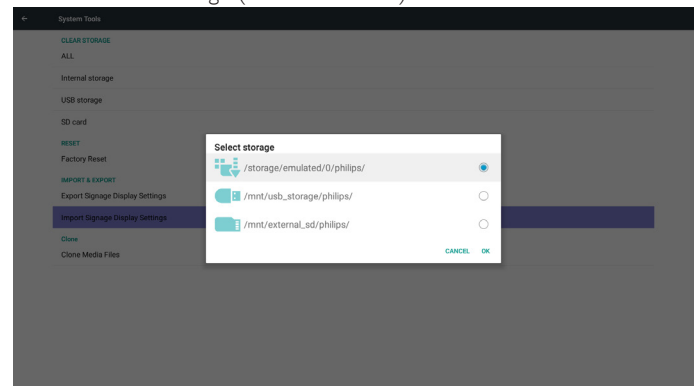 System Tools
CLEAR STORAGE
ALL
Internal storage
USB storage
SD card
RESET
Factory Reset
IMPORT & EXPORT
Export Signage Display Settings
Import Signage Display Settings
Clone
Clone Media Files
Select storage
/storage/emulated/0/philips/
/mnt/usb_storage/philips/
/mnt/external_sd/philips/
CANCEL OK